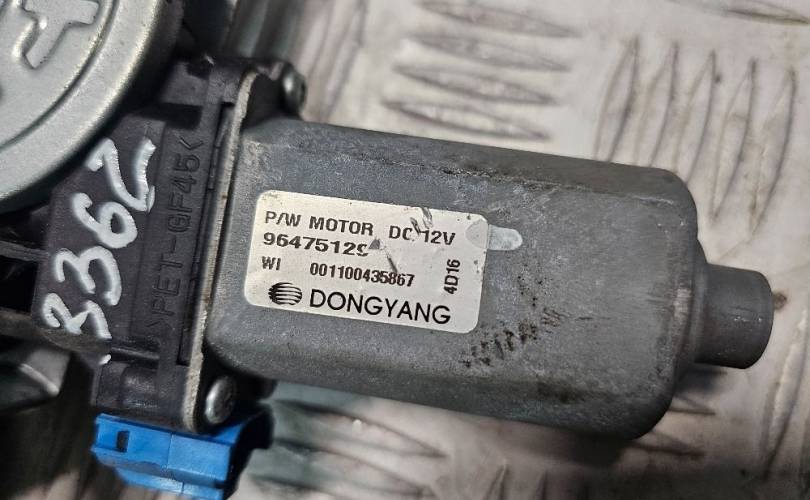 3362
>PET-GF45<
P/W MOTOR DC 12V
96475129
WI 001100435867
4D16
DONGYANG